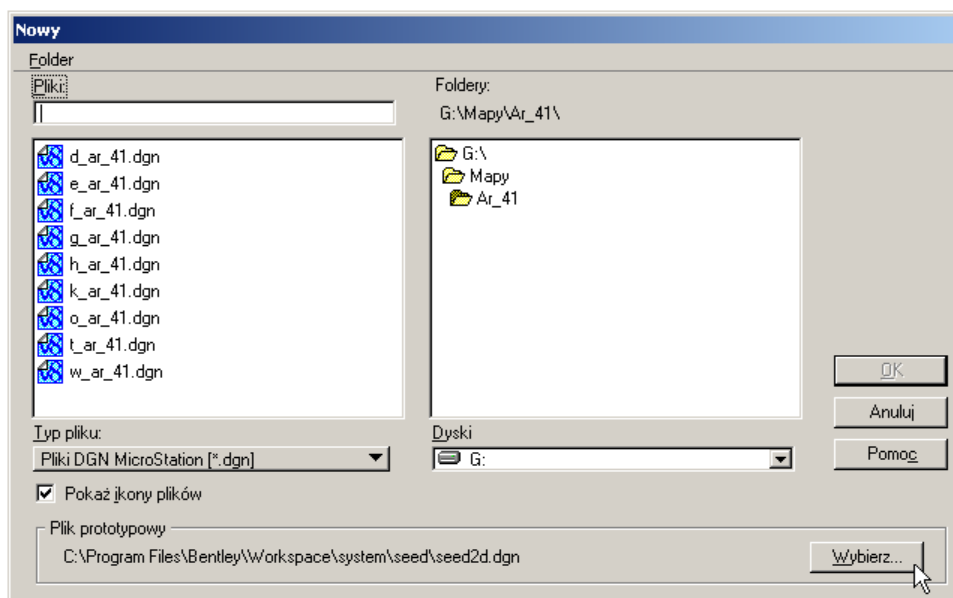 Nowy
Folder
Pliki:
Foldery:
G:\Mapy\Ar_41\
d_ar_41.dgn
e_ar_41.dgn
f_ar_41.dgn
g_ar_41.dgn
h_ar_41.dgn
k_ar_41.dgn
o_ar_41.dgn
t_ar_41.dgn
w_ar_41.dgn
G:\
Mapy
Ar_41
OK
Anuluj
Pomoc
Typ pliku:
Pliki DGN MicroStation [*.dgn]
Dyski
G:
Pokaż ikony plików
Plik prototypowy
C:\Program Files\Bentley\Workspace\system\seed\seed2d.dgn
Wybierz...